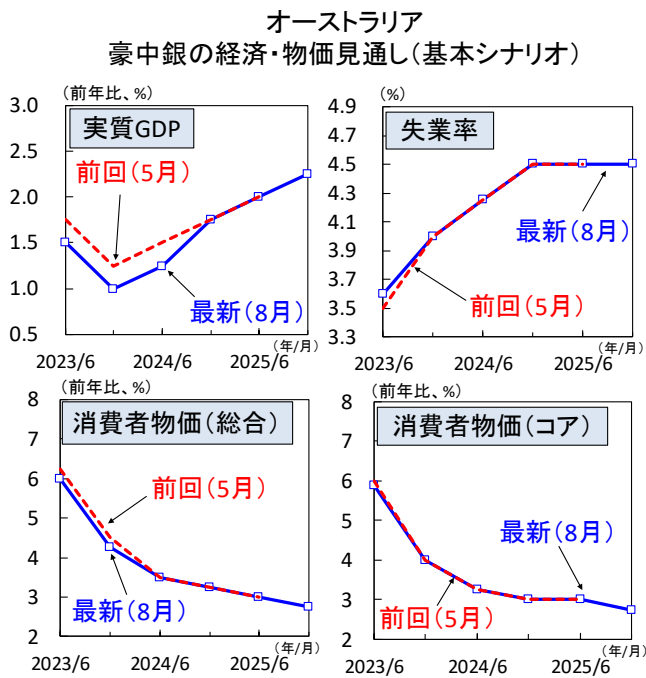 オーストラリア
豪中銀の経済・物価見通し(基本シナリオ)
(前年比、%)
3.0
2.5
2.0
1.5
1.0
0.5
実質GDP
前回(5月)
最新(8月)
2023/6
2024/6
2025/6
(年/月)
(%)
4.9
4.7
4.5
4.3
4.1
3.9
3.7
3.5
3.3
失業率
最新(8月)
前回(5月)
2023/6
2024/6
2025/6
(年/月)
(前年比、%)
8
7
6
5
4
3
2
消費者物価(総合)
前回(5月)
最新(8月)
2023/6
2024/6
2025/6
(年/月)
(前年比、%)
8
7
6
5
4
3
2
消費者物価(コア)
最新(8月)
前回(5月)
2023/6
2024/6
2025/6
(年/月)